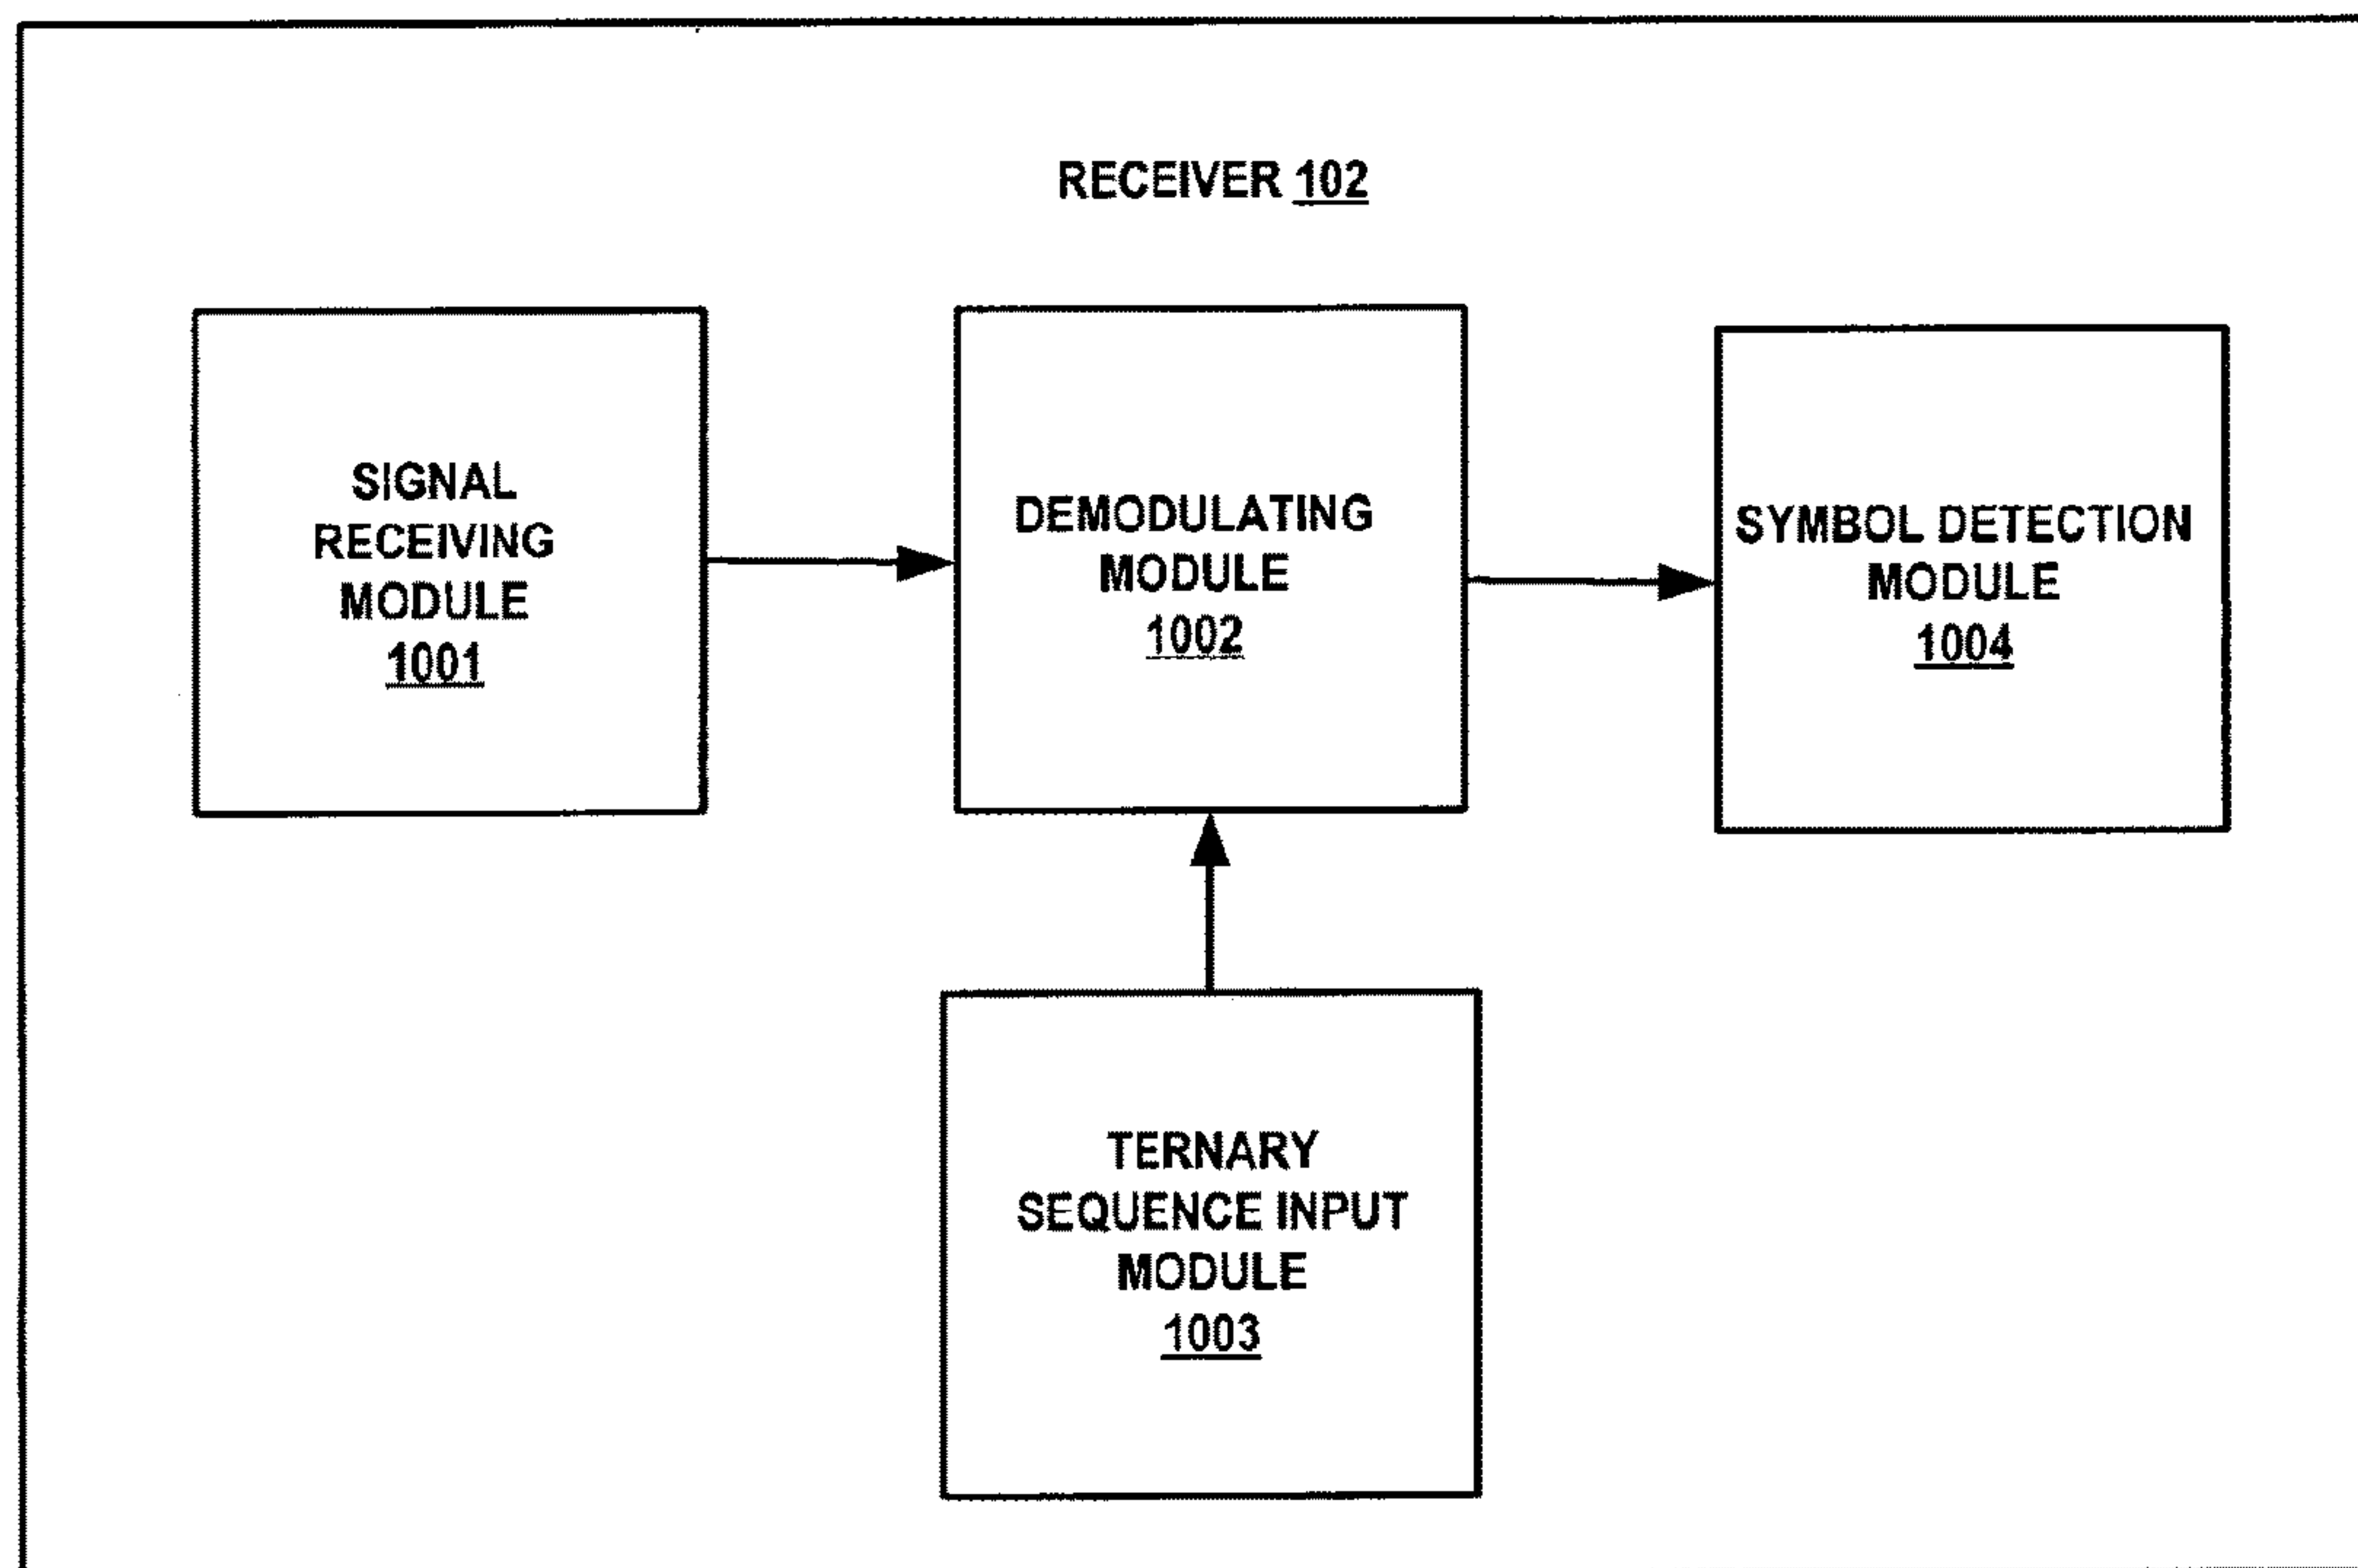 RECEIVER 102
SIGNAL
RECEIVING
MODULE
1001
DEMODULATING
MODULE
1002
SYMBOL DETECTION
MODULE
1004
TERNARY
SEQUENCE INPUT
MODULE
1003